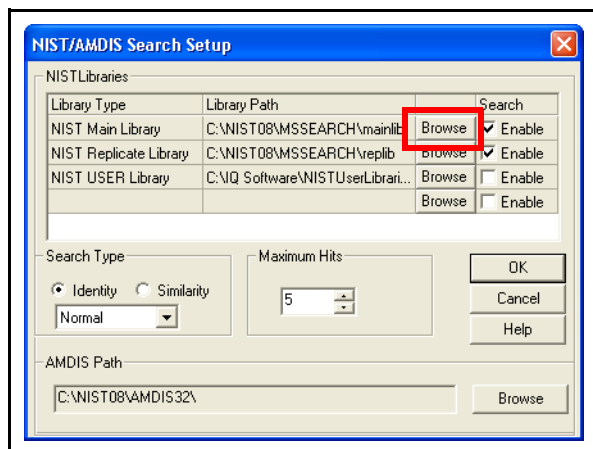 NIST/AMDIS Search Setup
NISTLibraries
Library Type Library Path Search
NIST Main Library C:\NIST08\MSSEARCH\mainlib Browse Enable
NIST Replicate Library C:\NIST08\MSSEARCH\replib Browse Enable
NIST USER Library C:\IQ Software\NISTUserLibrari... Browse Enable
Browse Enable
Search Type Maximum Hits
OK
Identity Similarity 5 Cancel
Normal
Help
AMDIS Path
C:\NIST08\AMDIS32\ Browse